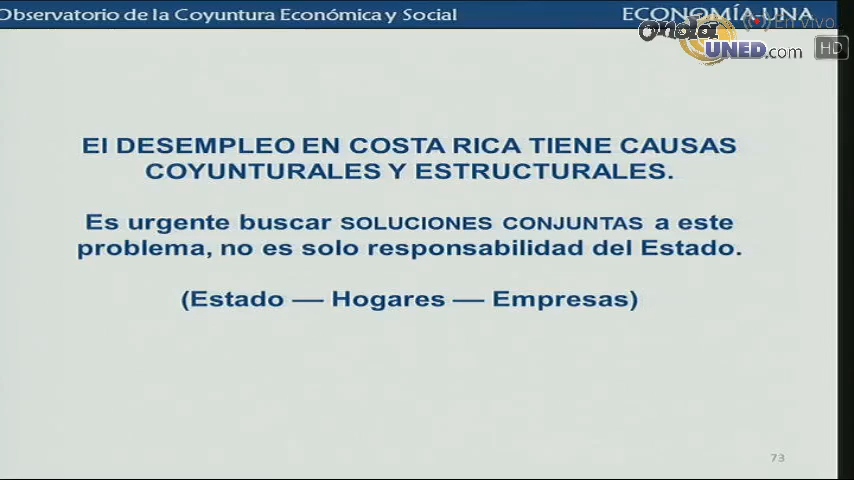 Observatorio de la Coyuntura Económica y Social
ECONOMÍA-UNA
En vivo
Onda
UNED.com
HD
El DESEMPLEO EN COSTA RICA TIENE CAUSAS
COYUNTURALES Y ESTRUCTURALES.
Es urgente buscar SOLUCIONES CONJUNTAS a este
problema, no es solo responsabilidad del Estado.
(Estado — Hogares — Empresas)
73